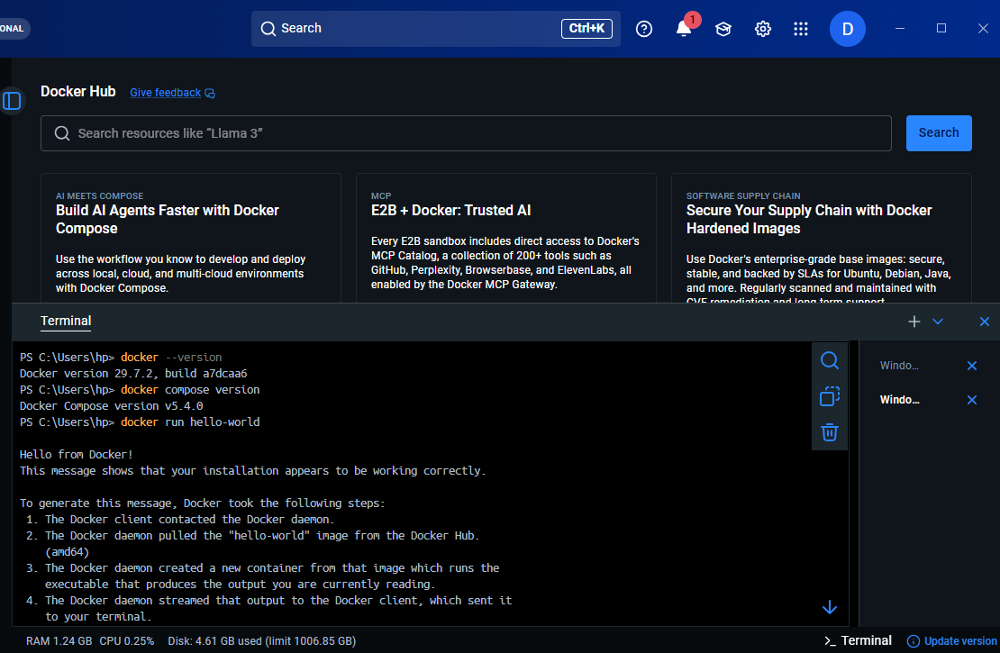 ONAL
Search
Ctrl+K
1
D
Docker Hub
Give feedback
Search resources like “Llama 3”
Search
AI MEETS COMPOSE
Build AI Agents Faster with Docker
Compose
Use the workflow you know to develop and deploy
across local, cloud, and multi-cloud environments
with Docker Compose.
MCP
E2B + Docker: Trusted AI
Every E2B sandbox includes direct access to Docker's
MCP Catalog, a collection of 200+ tools such as
GitHub, Perplexity, Browserbase, and ElevenLabs, all
enabled by the Docker MCP Gateway.
SOFTWARE SUPPLY CHAIN
Secure Your Supply Chain with Docker
Hardened Images
Use Docker's enterprise-grade base images: secure,
stable, and backed by SLAs for Ubuntu, Debian, Java,
and more. Regularly scanned and maintained with
CVE remediation and long term support.
Terminal
PS C:\Users\hp> docker --version
Docker version 29.7.2, build a7dcaa6
PS C:\Users\hp> docker compose version
Docker Compose version v5.4.0
PS C:\Users\hp> docker run hello-world
Hello from Docker!
This message shows that your installation appears to be working correctly.
To generate this message, Docker took the following steps:
1. The Docker client contacted the Docker daemon.
2. The Docker daemon pulled the "hello-world" image from the Docker Hub.
(amd64)
3. The Docker daemon created a new container from that image which runs the
executable that produces the output you are currently reading.
4. The Docker daemon streamed that output to the Docker client, which sent it
to your terminal.
Windo...
Windo...
RAM 1.24 GB CPU 0.25% Disk: 4.61 GB used (limit 1006.85 GB)
>_ Terminal
Update version